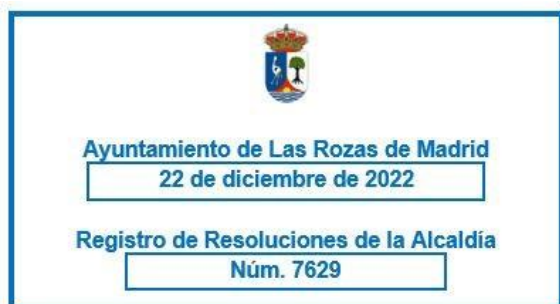 Ayuntamiento de Las Rozas de Madrid
22 de diciembre de 2022
Registro de Resoluciones de la Alcaldía
Núm. 7629